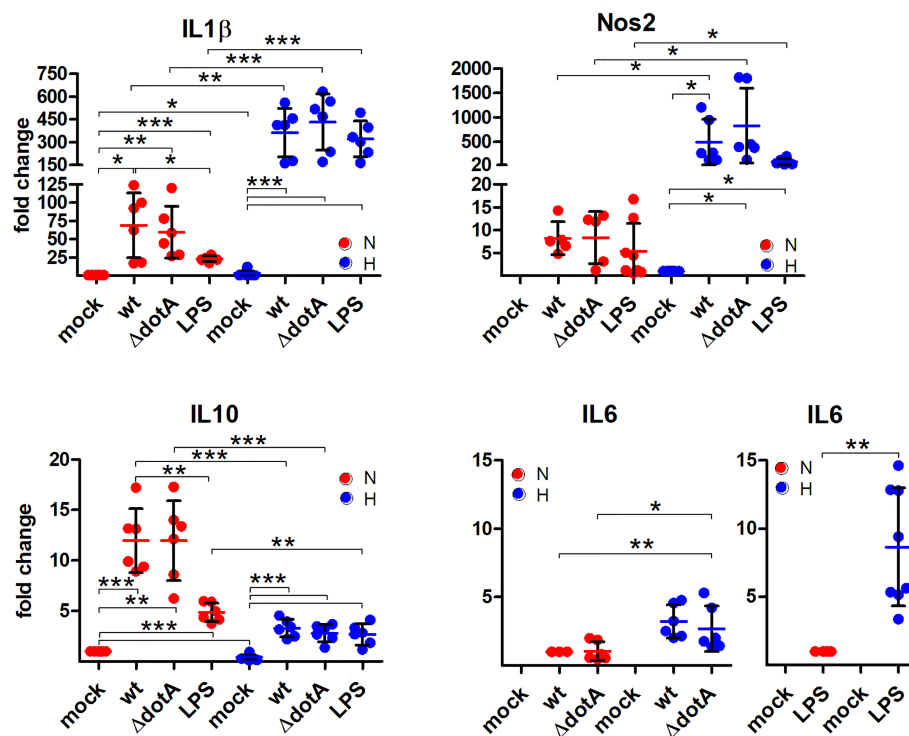 IL1β
***
***
**
*
***
**
*
*
***
fold change
750
600
450
300
150
125
100
75
50
25
N
H
mock
wt
ΔdotA
LPS
mock
wt
ΔdotA
LPS
Nos2
*
*
*
*
*
*
2000
1500
1000
500
20
20
15
10
5
N
H
mock
wt
ΔdotA
LPS
mock
wt
ΔdotA
LPS
IL10
***
***
**
**
***
**
***
***
fold change
20
15
10
5
N
H
mock
wt
ΔdotA
LPS
mock
wt
ΔdotA
LPS
IL6
N
H
*
**
15
10
5
mock
wt
ΔdotA
mock
wt
ΔdotA
IL6
**
N
H
15
10
5
mock
LPS
mock
LPS